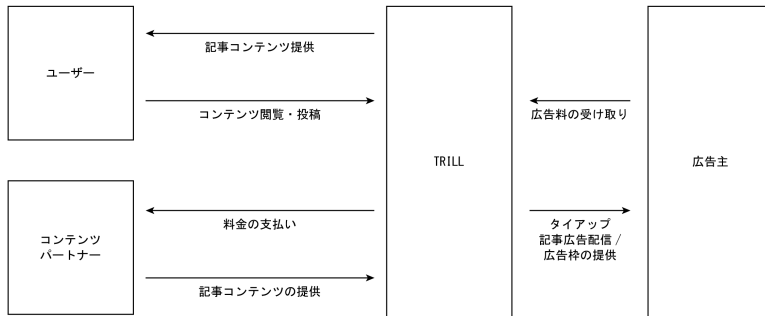 ユーザー
記事コンテンツ提供
コンテンツ閲覧・投稿
コンテンツ
パートナー
料金の支払い
記事コンテンツの提供
TRILL
広告料の受け取り
タイアップ
記事広告配信 /
広告枠の提供
広告主